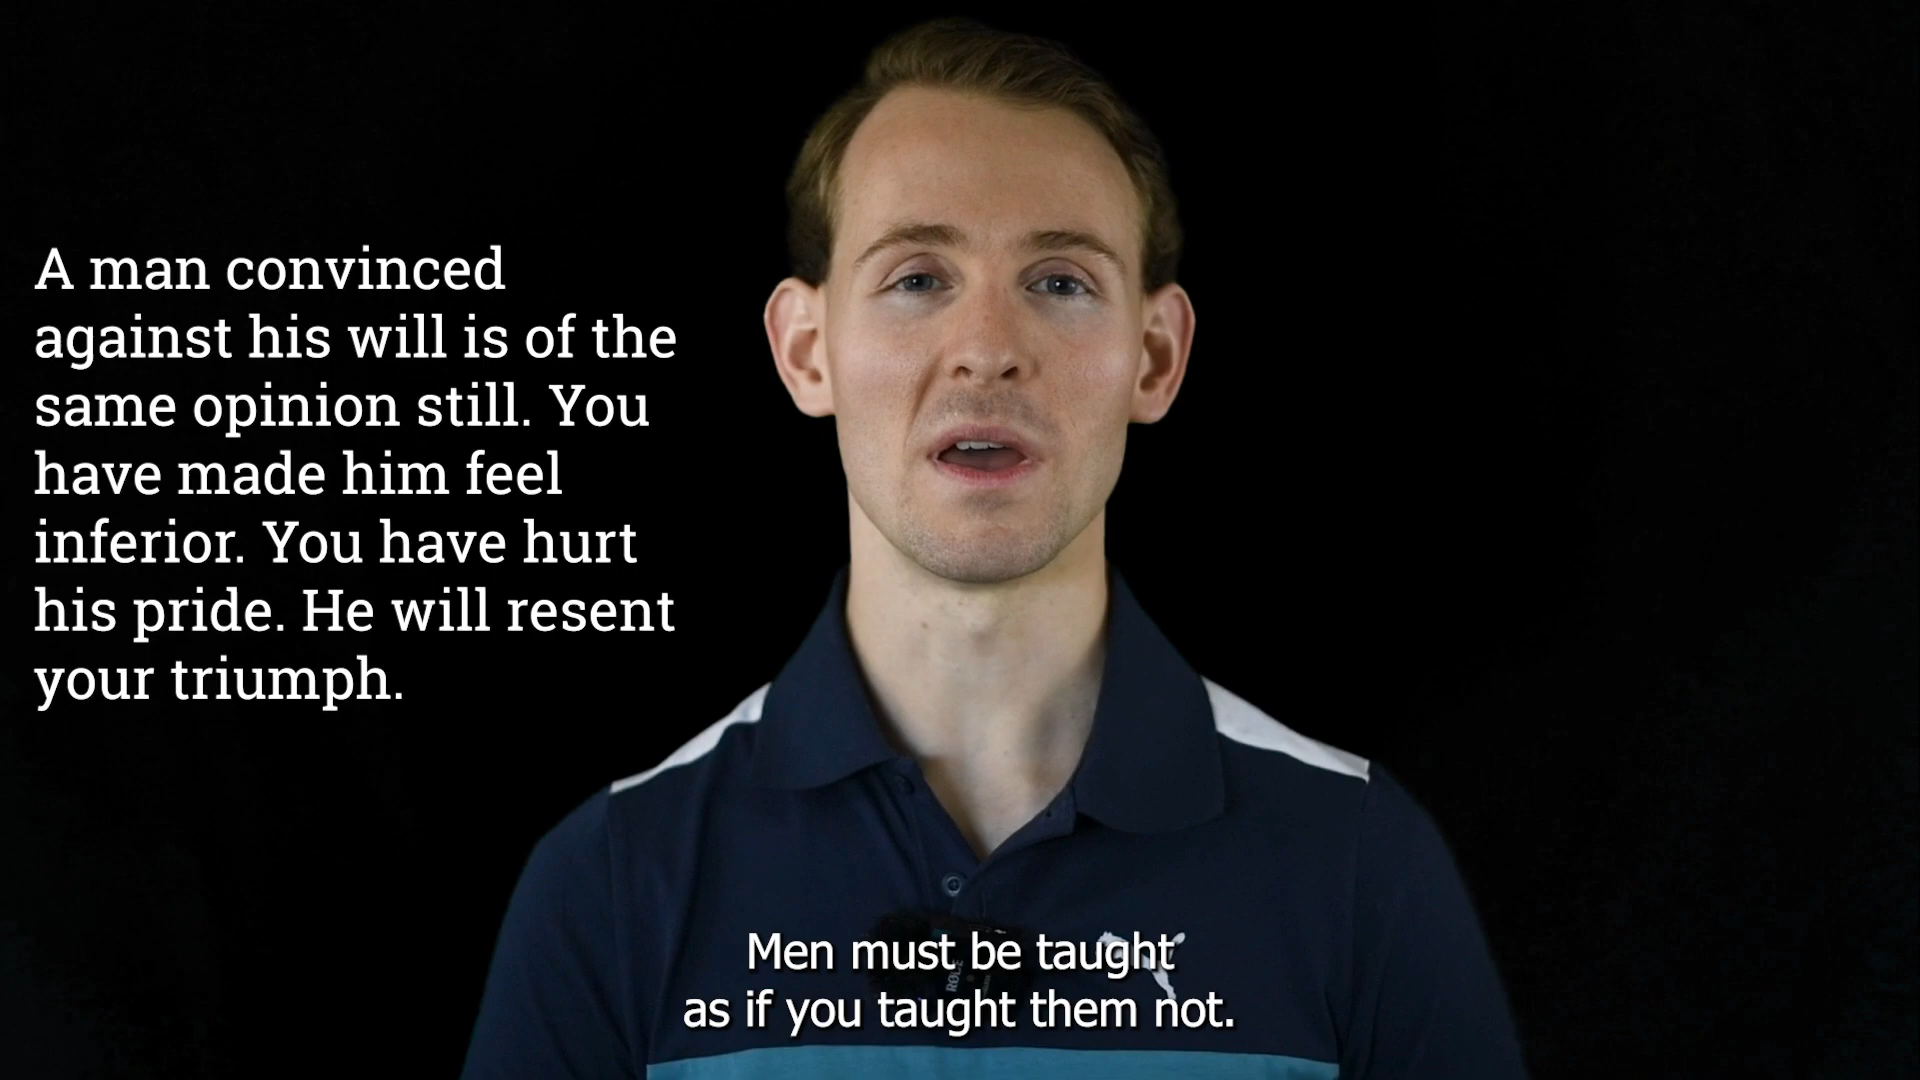 A man convinced
against his will is of the
same opinion still. You
have made him feel
inferior. You have hurt
his pride. He will resent
your triumph.
RØDE
Men must be taught
as if you taught them not.